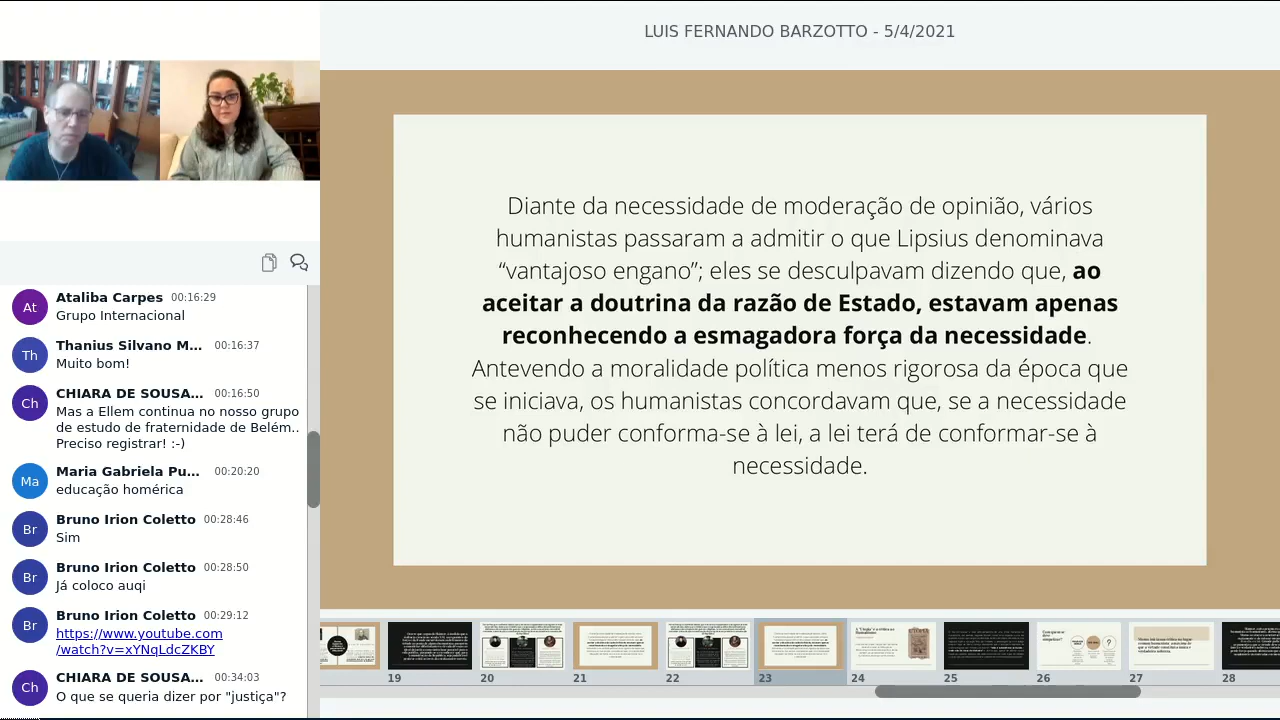 LUIS FERNANDO BARZOTTO - 5/4/2021
Diante da necessidade de moderação de opinião, vários
humanistas passaram a admitir o que Lipsius denominava
“vantajoso engano”; eles se desculpavam dizendo que, ao
aceitar a doutrina da razão de Estado, estavam apenas
reconhecendo a esmagadora força da necessidade.
Antevendo a moralidade política menos rigorosa da época que
se iniciava, os humanistas concordavam que, se a necessidade
não puder conforma-se à lei, a lei terá de conformar-se à
necessidade.
At
Ataliba Carpes 00:16:29
Grupo Internacional
Th
Thanius Silvano M... 00:16:37
Muito bom!
Ch
CHIARA DE SOUSA... 00:16:50
Mas a Ellem continua no nosso grupo
de estudo de fraternidade de Belém..
Preciso registrar! :-)
Ma
Maria Gabriela Pu... 00:20:20
educação homérica
Br
Bruno Irion Coletto 00:28:46
Sim
Br
Bruno Irion Coletto 00:28:50
Já coloco auqi
Br
Bruno Irion Coletto 00:29:12
https://www.youtube.com
/watch?v=xYNqLdcZKBY
Ch
CHIARA DE SOUSA... 00:34:03
O que se queria dizer por "justiça"?
19 20 21 22 23 24 25 26 27 28